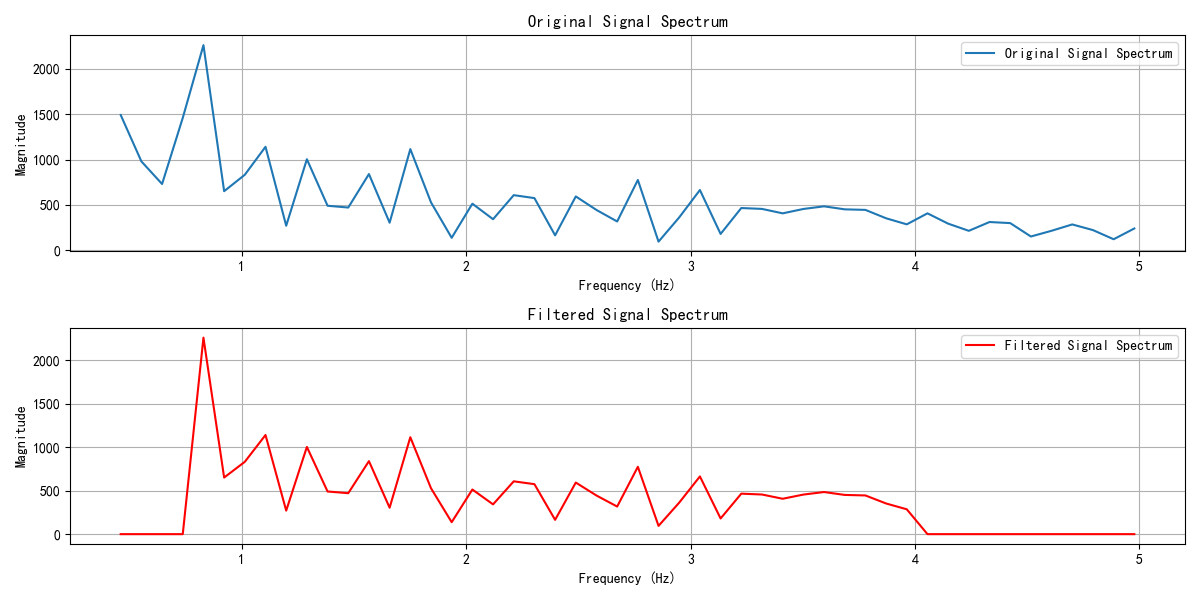 Original Signal Spectrum
Original Signal Spectrum
2000
1500
1000
500
0
Magnitude
1 2 3 4 5
Frequency (Hz)
Filtered Signal Spectrum
Filtered Signal Spectrum
2000
1500
1000
500
0
Magnitude
1 2 3 4 5
Frequency (Hz)